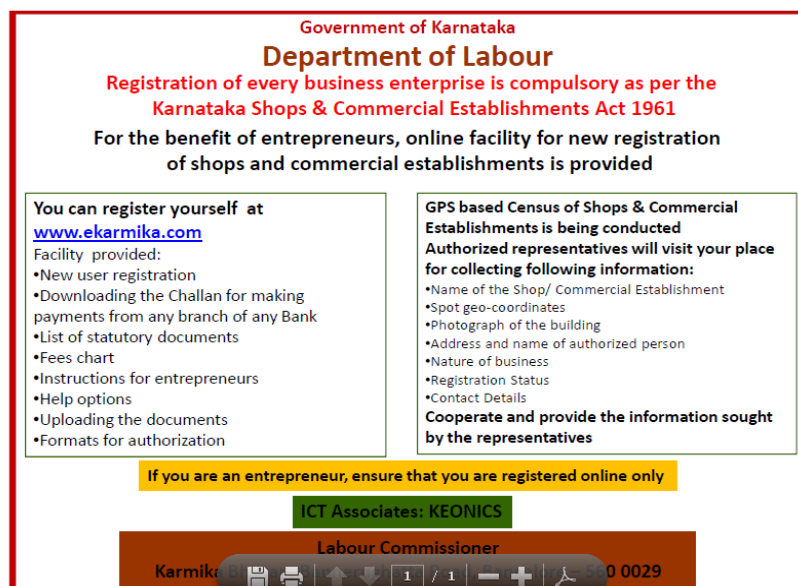 Government of Karnataka
Department of Labour
Registration of every business enterprise is compulsory as per the
Karnataka Shops & Commercial Establishments Act 1961
For the benefit of entrepreneurs, online facility for new registration
of shops and commercial establishments is provided
You can register yourself at
www.ekarmika.com
Facility provided:
•New user registration
•Downloading the Challan for making
payments from any branch of any Bank
•List of statutory documents
•Fees chart
•Instructions for entrepreneurs
•Help options
•Uploading the documents
•Formats for authorization
GPS based Census of Shops & Commercial
Establishments is being conducted
Authorized representatives will visit your place
for collecting following information:
•Name of the Shop/ Commercial Establishment
•Spot geo-coordinates
•Photograph of the building
•Address and name of authorized person
•Nature of business
•Registration Status
•Contact Details
Cooperate and provide the information sought
by the representatives
If you are an entrepreneur, ensure that you are registered online only
ICT Associates: KEONICS
Labour Commissioner
Karmika 0029
1 / 1